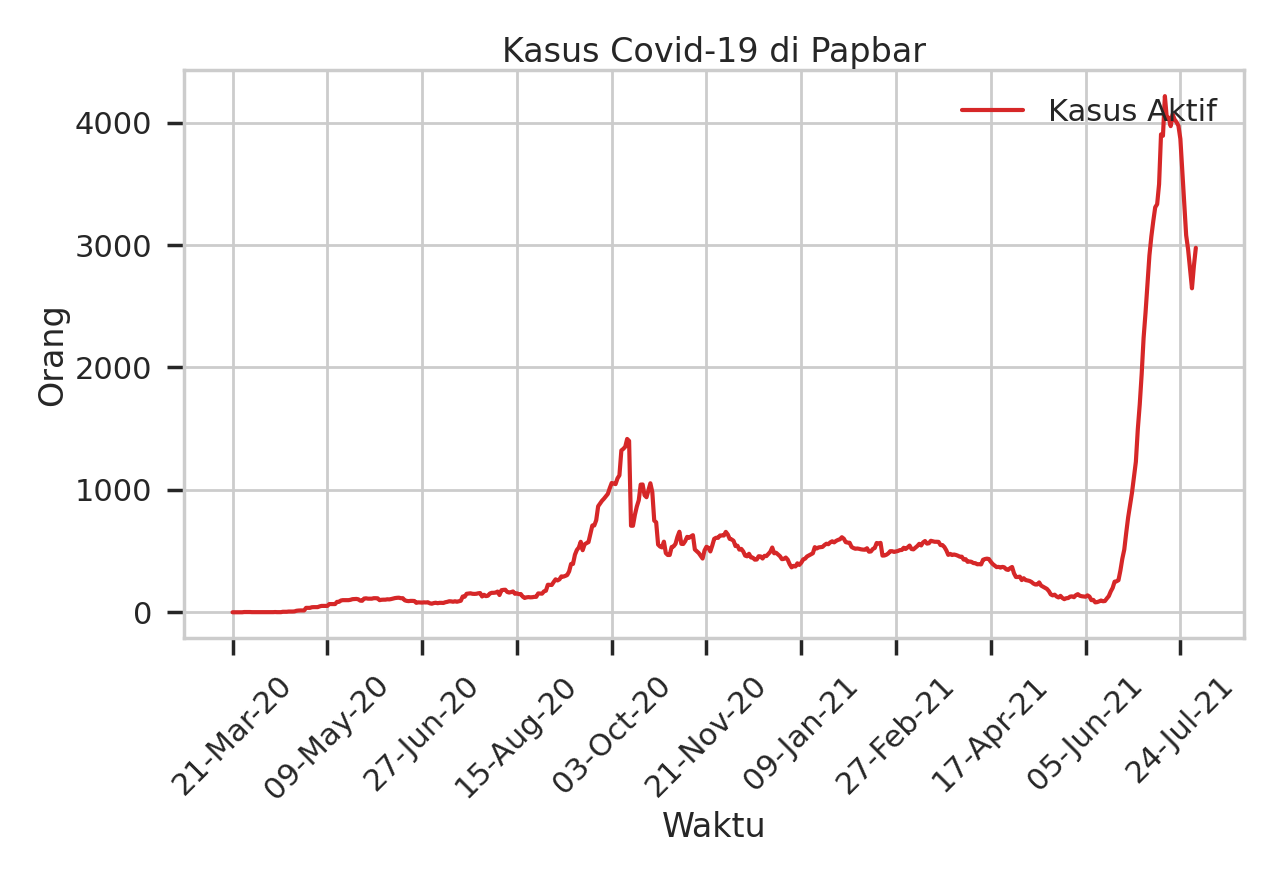 Kasus Covid-19 di Papbar
Kasus Aktif
4000
3000
2000
1000
0
Orang
21-Mar-20
09-May-20
27-Jun-20
15-Aug-20
03-Oct-20
21-Nov-20
09-Jan-21
27-Feb-21
17-Apr-21
05-Jun-21
24-Jul-21
Waktu